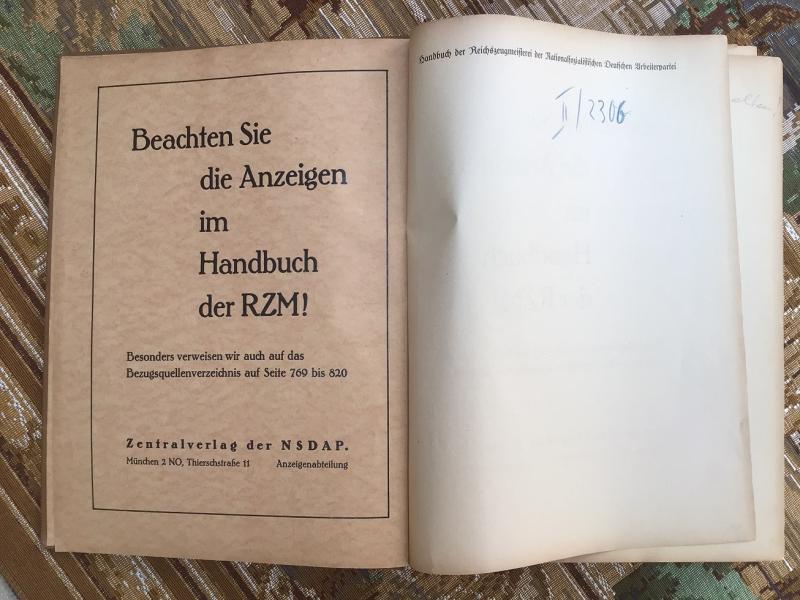 Beachten Sie
die Anzeigen
im
Handbuch
der RZM!
Besonders verweisen wir auch auf das
Bezugsquellenverzeichnis auf Seite 769 bis 820
Zentralverlag der NSDAP.
München 2 NO, Thierschstraße 11 Anzeigenabteilung
Handbuch der Reichszeugmeisterei der Nationalsozialistischen Deutschen Arbeiterpartei
II/2306